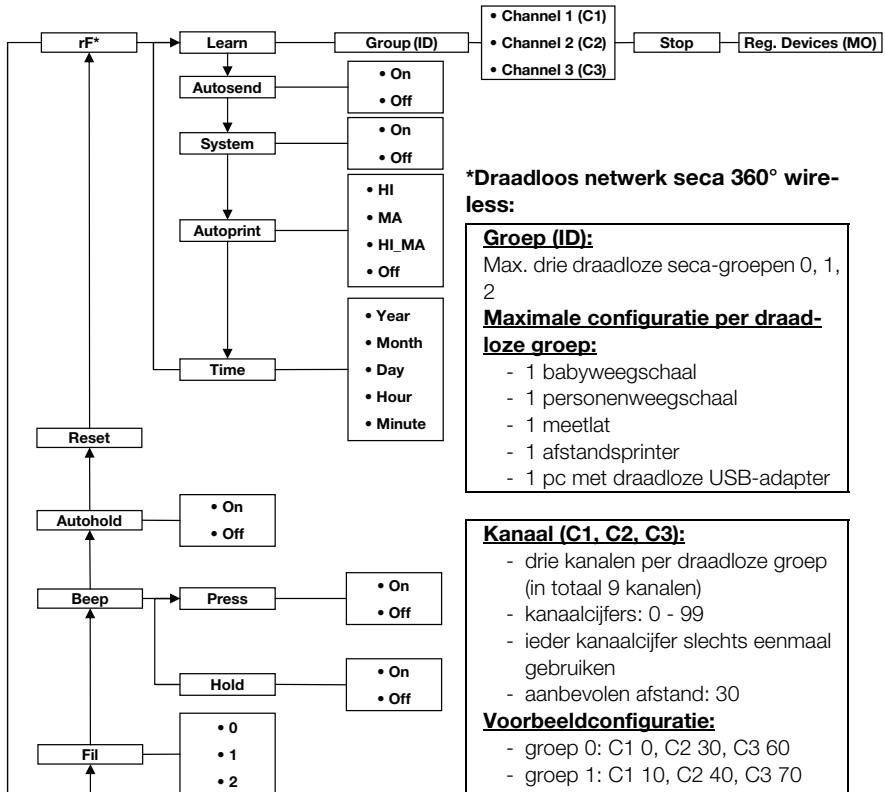 • Channel 1 (C1)
rF*
Learn
Group (ID)
• Channel 2 (C2)
Stop
Reg. Devices (MO)
• Channel 3 (C3)
Autosend
• On
• Off
System
• On
• Off
Autoprint
• HI
• MA
• HI_MA
• Off
Time
• Year
• Month
• Day
• Hour
• Minute
Reset
Autohold
• On
• Off
Beep
Press
• On
• Off
Hold
• On
• Off
Fil
• 0
• 1
• 2
*Draadloos netwerk seca 360° wire-
less:
Groep (ID):
Max. drie draadloze seca-groepen 0, 1,
2
Maximale configuratie per draad-
loze groep:
- 1 babyweegschaal
- 1 personenweegschaal
- 1 meetlat
- 1 afstandsprinter
- 1 pc met draadloze USB-adapter
Kanaal (C1, C2, C3):
- drie kanalen per draadloze groep
(in totaal 9 kanalen)
- kanaalcijfers: 0 - 99
- ieder kanaalcijfer slechts eenmaal
gebruiken
- aanbevolen afstand: 30
Voorbeeldconfiguratie:
- groep 0: C1 0, C2 30, C3 60
- groep 1: C1 10, C2 40, C3 70